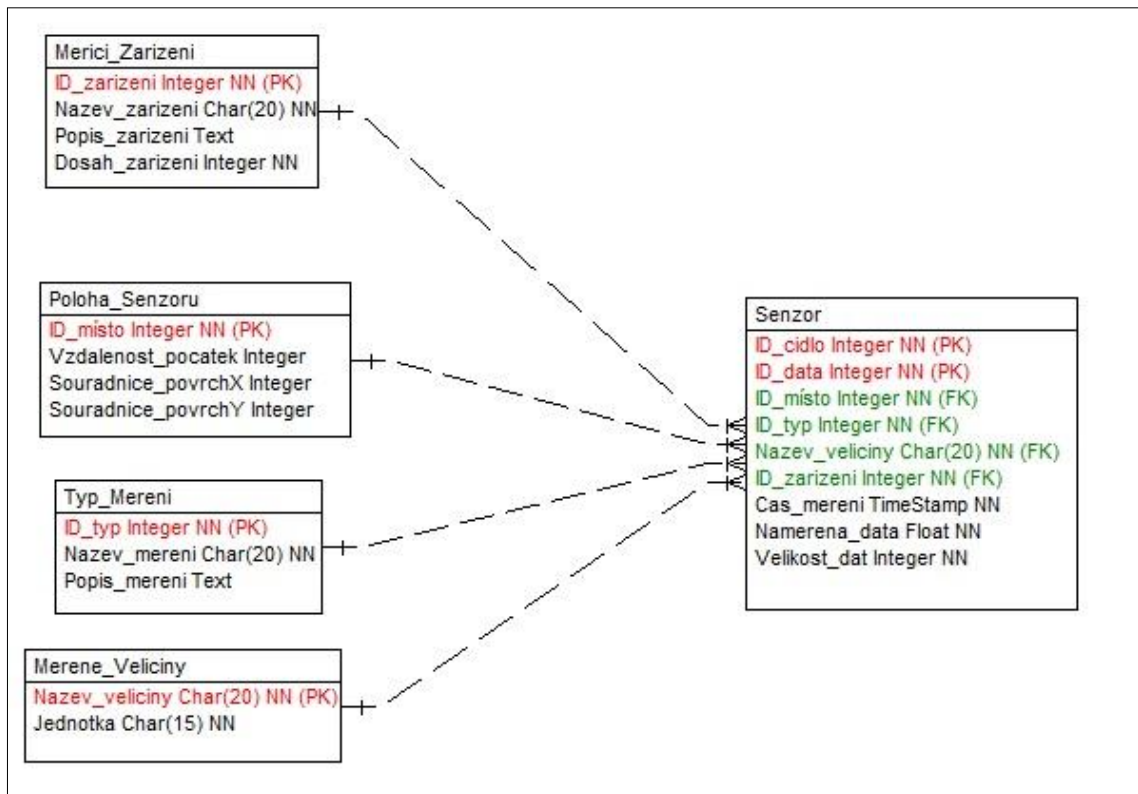 Merici_Zarizeni
ID_zarizeni Integer NN (PK)
Nazev_zarizeni Char(20) NN
Popis_zarizeni Text
Dosah_zarizeni Integer NN
Poloha_Senzoru
ID_místo Integer NN (PK)
Vzdalenost_pocatek Integer
Souradnice_povrchX Integer
Souradnice_povrchY Integer
Typ_Mereni
ID_typ Integer NN (PK)
Nazev_mereni Char(20) NN
Popis_mereni Text
Merene_Veliciny
Nazev_veliciny Char(20) NN (PK)
Jednotka Char(15) NN
Senzor
ID_cidlo Integer NN (PK)
ID_data Integer NN (PK)
ID_místo Integer NN (FK)
ID_typ Integer NN (FK)
Nazev_veliciny Char(20) NN (FK)
ID_zarizeni Integer NN (FK)
Cas_mereni TimeStamp NN
Namerena_data Float NN
Velikost_dat Integer NN